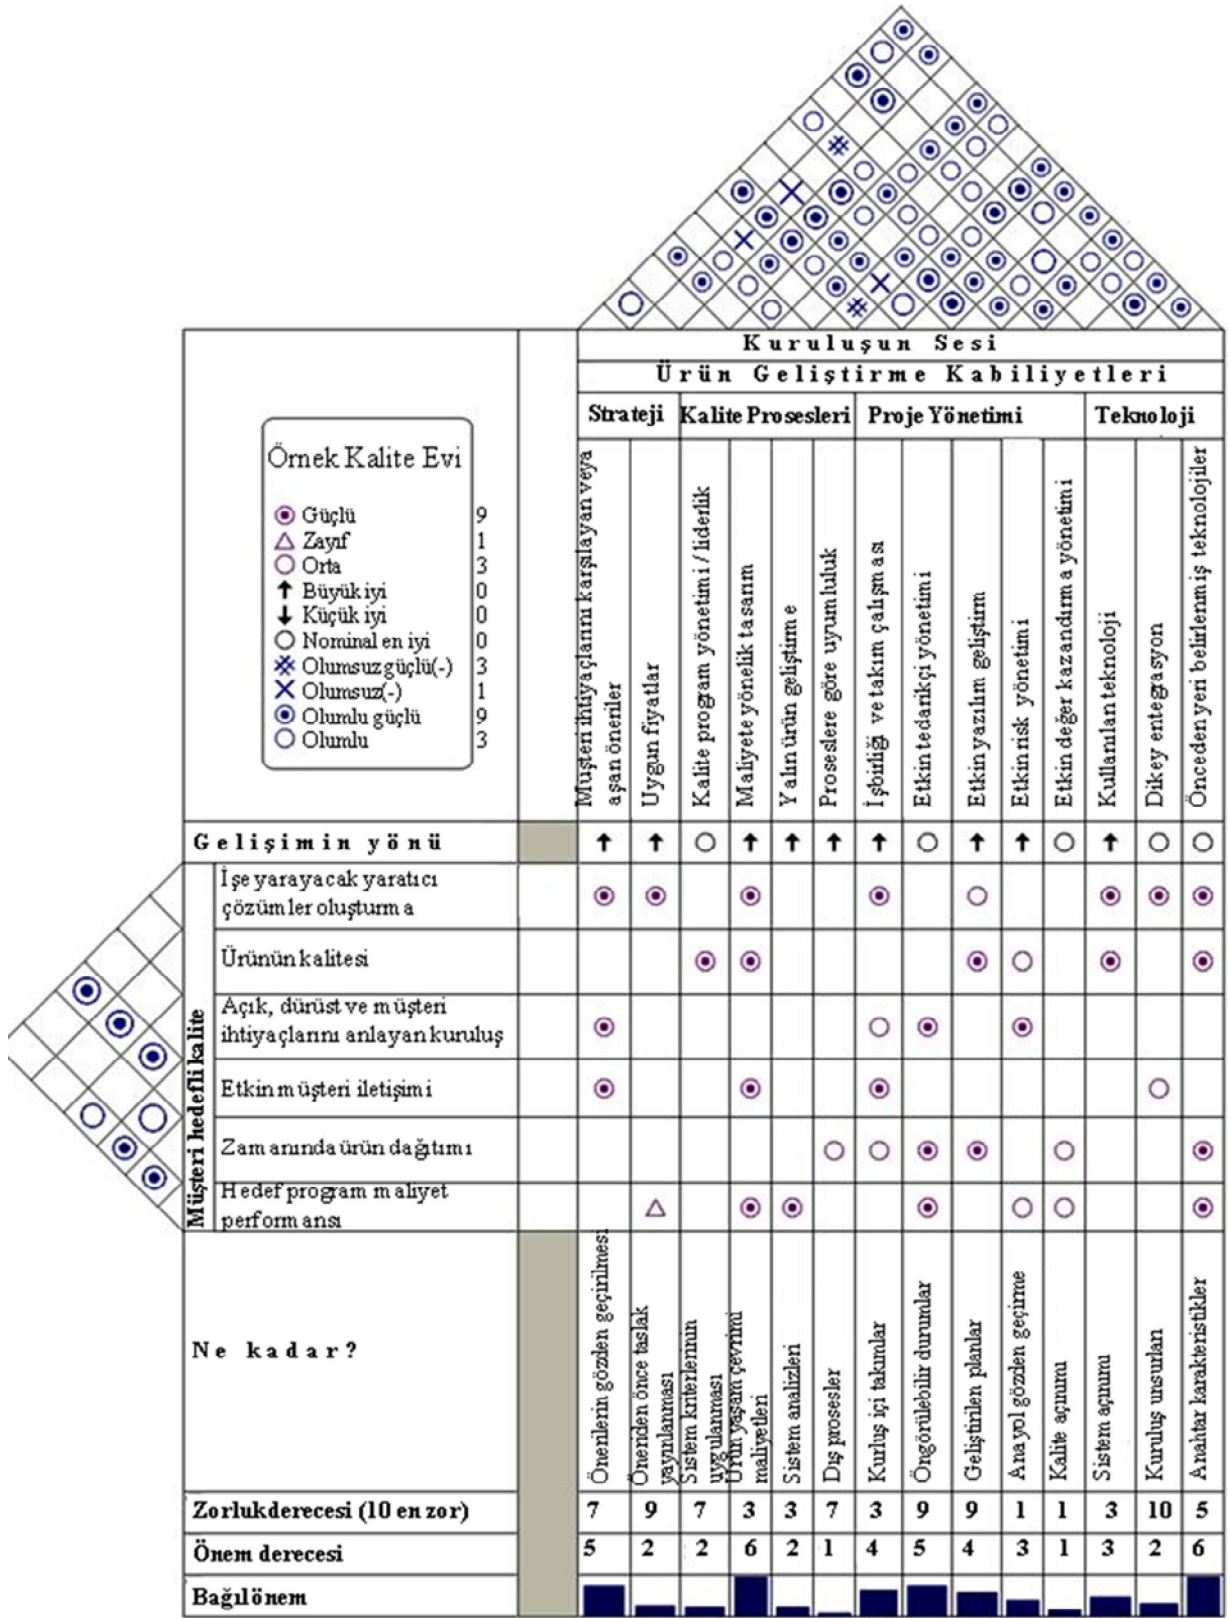 Kuruluşun Sesi
Ürün Geliştirme Kabiliyetleri
Strateji
Kalite Prosesleri
Proje Yönetimi
Teknoloji
Örnek Kalite Evi
Güçlü 9
Zayıf 1
Orta 3
Büyük iyi 0
Küçük iyi 0
Nominal en iyi 0
Olumsuz güçlü(-) 3
Olumsuz(-) 1
Olumlu güçlü 9
Olumlu 3
Müşteri ihtiyaçlarını karşılayan veya
aşan öneriler
Uygun fiyatlar
Kalite program yönetimi / liderlik
Maliyete yönelik tasarım
Yalın ürün geliştirme
Proseslere göre uyumluluk
İşbirliği ve takım çalışması
Etkin tedarikçi yönetimi
Etkin yazılım geliştirm
Etkin risk yönetimi
Etkin değer kazandırma yönetimi
Kullanılan teknoloji
Dikey entegrasyon
Önceden yeri belirlenmiş teknolojiler
Gelişimin yönü
Müşteri hedefli kalite
İşe yarayacak yaratıcı
çözümler oluşturma
Ürünün kalitesi
Açık, dürüst ve müşteri
ihtiyaçlarını anlayan kuruluş
Etkin müşteri iletişimi
Zamanında ürün dağıtımı
Hedef program maliyet
performansı
Ne kadar?
Önerilerin gözden geçirilmesi
Öneriden önce taslak
yayınlanması
Sistem kriterlerinin
uygulanması
Ürün yaşam çevrimi
maliyetleri
Sistem analizleri
Dış prosesler
Kurluş içi takımlar
Öngörülebilir durumlar
Geliştirilen planlar
Ana yol gözden geçirme
Kalite açınımı
Sistem açınımı
Kuruluş unsurları
Anahtar karakteristikler
Zorluk derecesi (10 en zor) 7 9 7 3 3 7 3 9 9 1 1 3 10 5
Önem derecesi 5 2 2 6 2 1 4 5 4 3 1 3 2 6
Bağıl önem